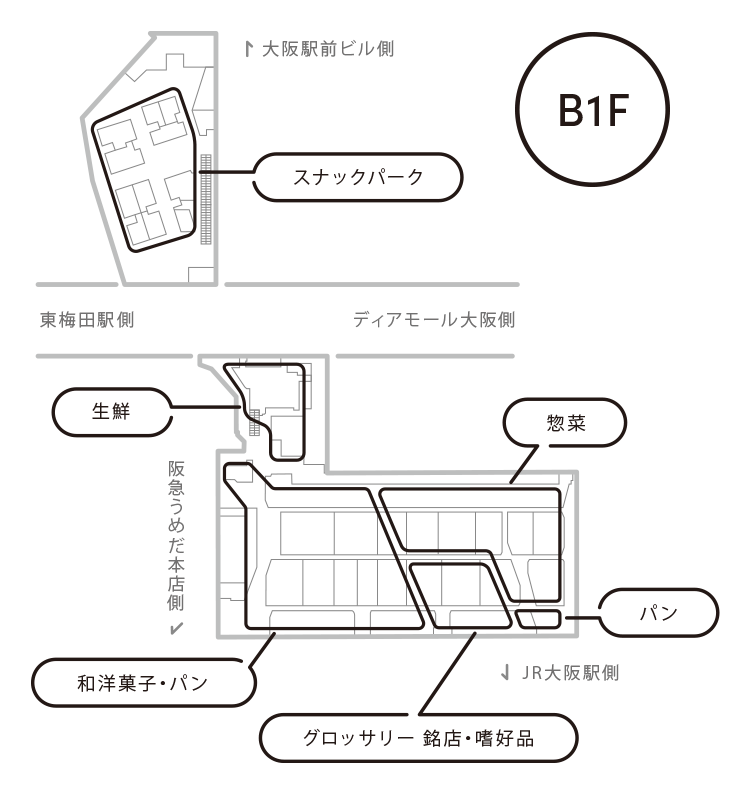 大阪駅前ビル側
B1F
スナックパーク
東梅田駅側
ディアモール大阪側
生鮮
惣菜
阪急うめだ本店側
パン
JR大阪駅側
和洋菓子・パン
グロッサリー 銘店・嗜好品